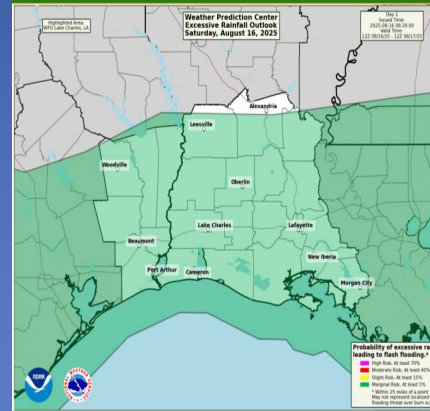 Highlighted Area:
WFO Lake Charles, LA
Weather Prediction Center
Excessive Rainfall Outlook
Saturday, August 16, 2025
Day 1
Issued Time
2025-08-16 08:20:00
Valid Time
12Z 08/16/25 - 12Z 08/17/25
Alexandria
Leesville
Woodville
Oberlin
Lake Charles
Lafayette
Beaumont
New Iberia
Port Arthur
Cameron
Morgan City
Probability of excessive ra
leading to flash flooding.*
High Risk, At least 70%
Moderate Risk, At least 40%
Slight Risk, At least 15%
Marginal Risk, At least 5%
* Within 25 miles of a point.
May not represent localized
flooding threat over burn sc
NOAA